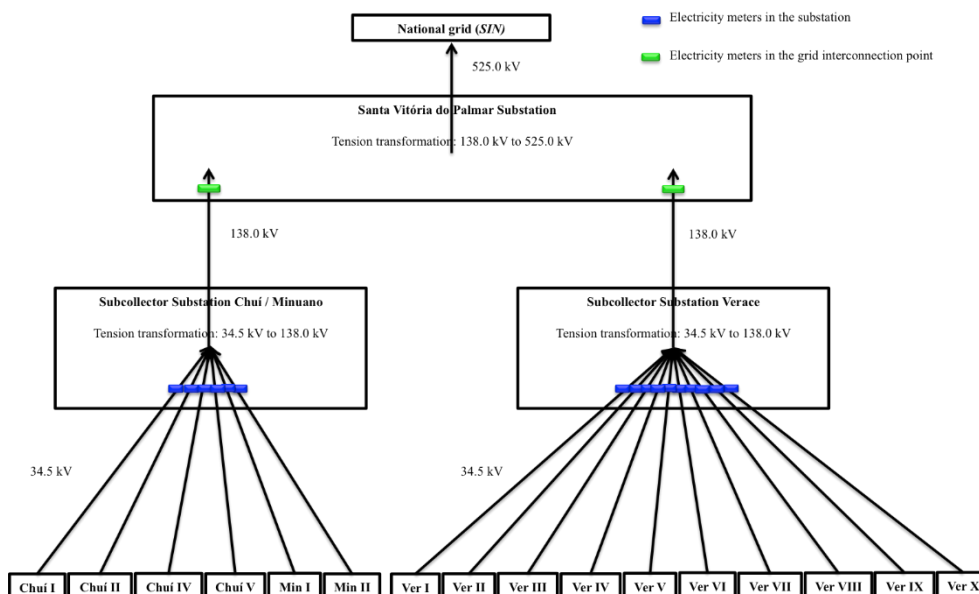 National grid (SIN)
Electricity meters in the substation
Electricity meters in the grid interconnection point
525.0 kV
Santa Vitória do Palmar Substation
Tension transformation: 138.0 kV to 525.0 kV
138.0 kV
138.0 kV
Subcollector Substation Chuí / Minuano
Tension transformation: 34.5 kV to 138.0 kV
Subcollector Substation Verace
Tension transformation: 34.5 kV to 138.0 kV
34.5 kV
34.5 kV
Chuí I
Chuí II
Chuí IV
Chuí V
Min I
Min II
Ver I
Ver II
Ver III
Ver IV
Ver V
Ver VI
Ver VII
Ver VIII
Ver IX
Ver X